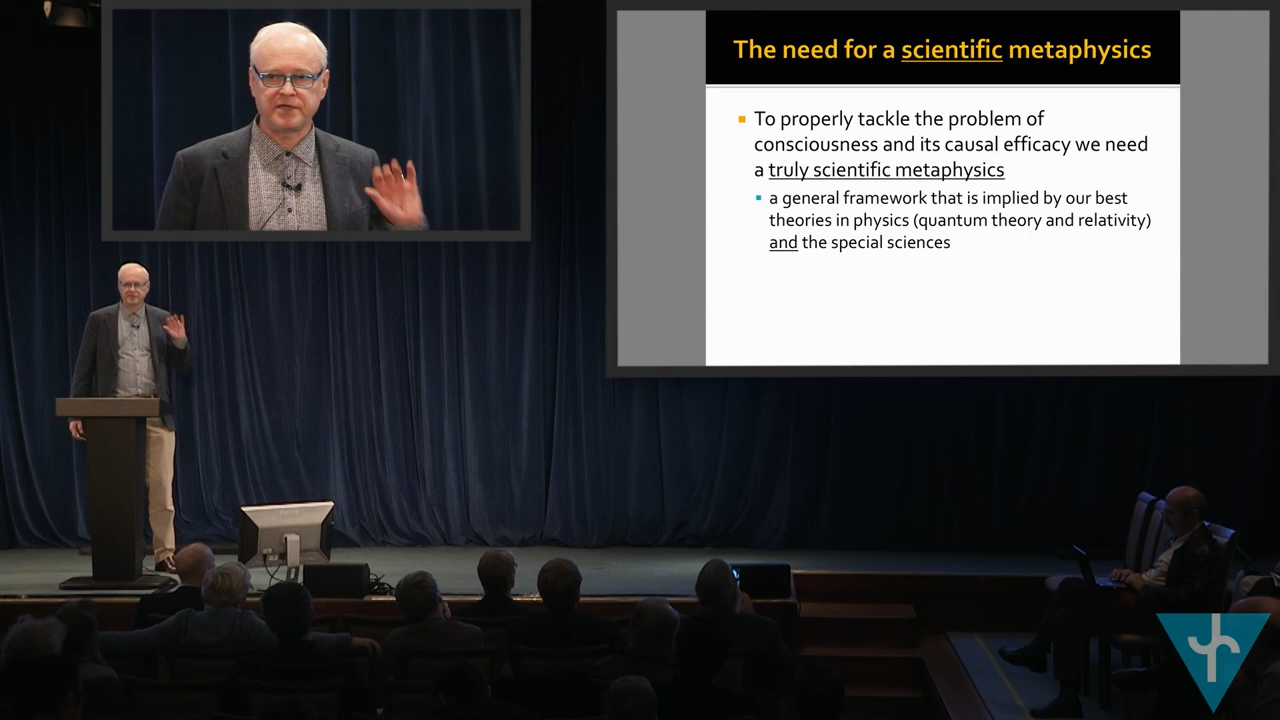 The need for a scientific metaphysics
To properly tackle the problem of
consciousness and its causal efficacy we need
a truly scientific metaphysics
a general framework that is implied by our best
theories in physics (quantum theory and relativity)
and the special sciences